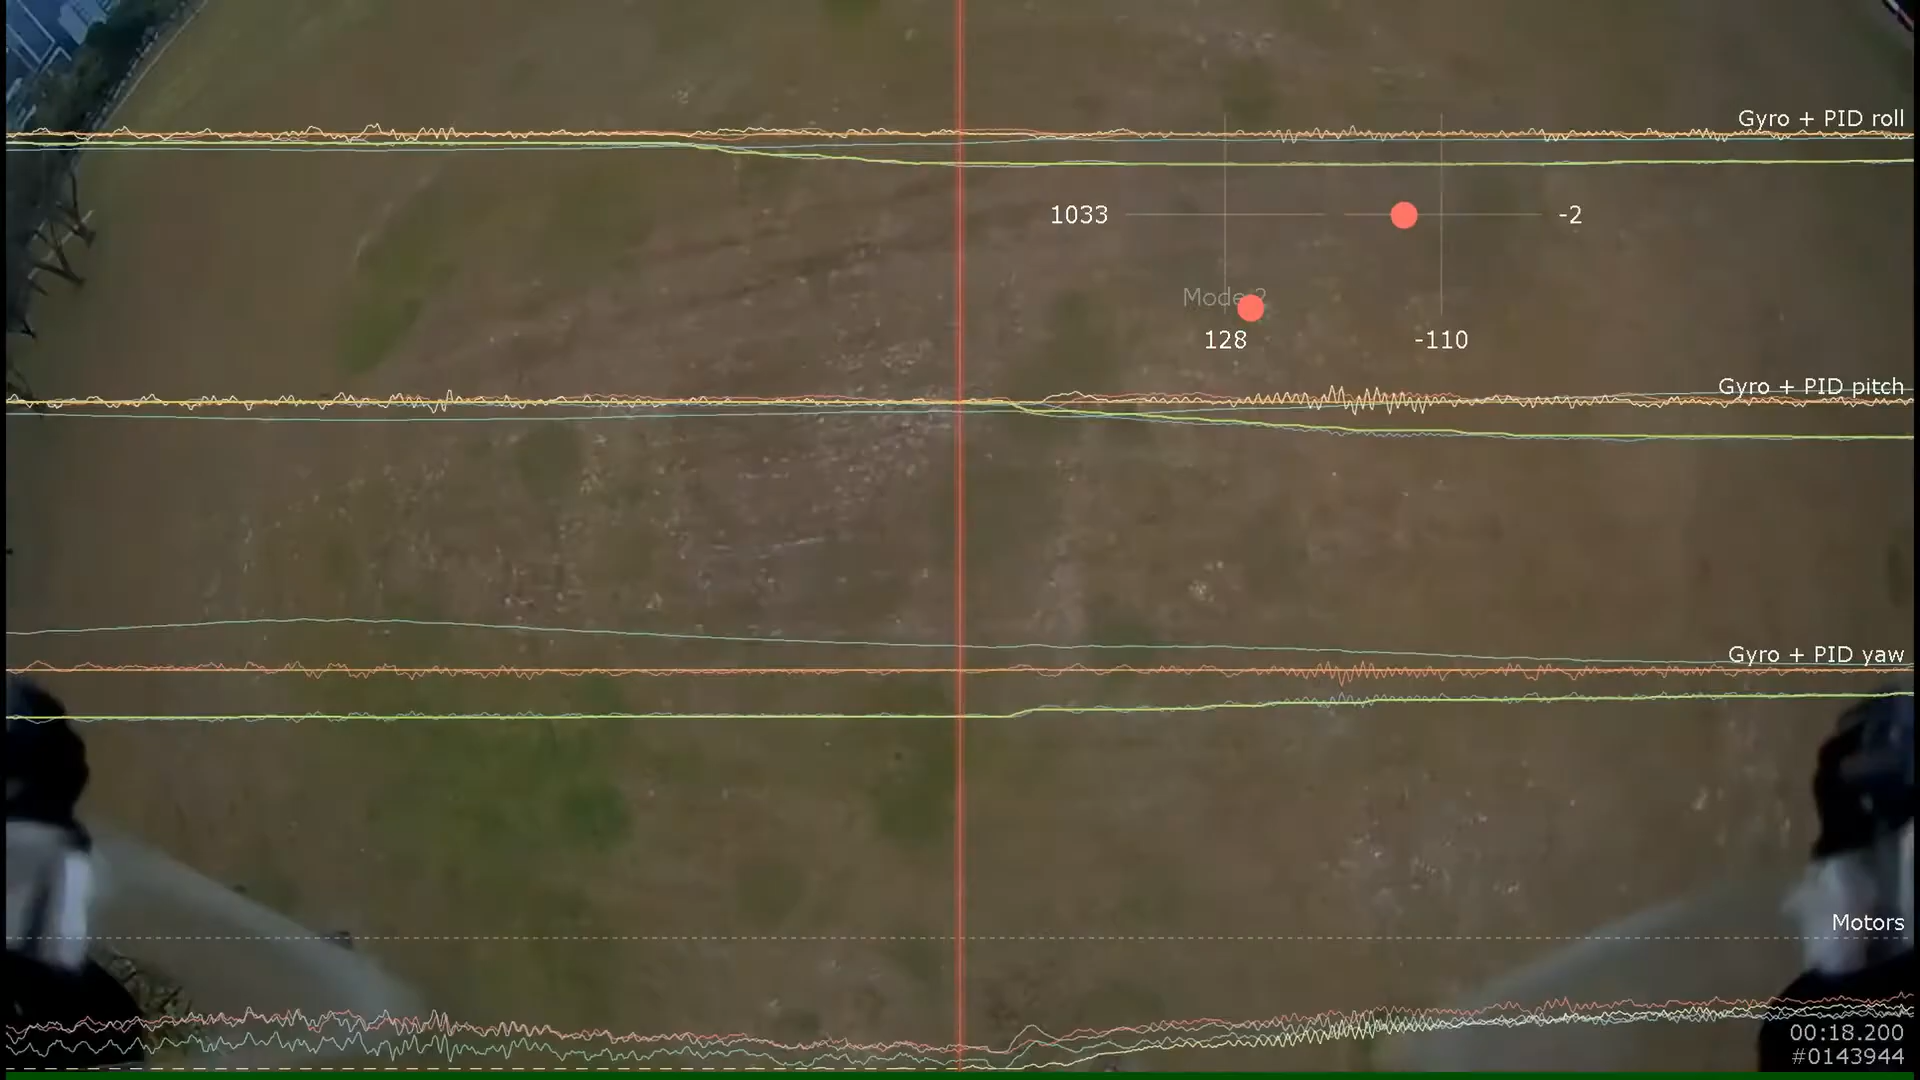 Gyro + PID roll
1033
-2
Mode 2
128
-110
Gyro + PID pitch
Gyro + PID yaw
Motors
00:18.200
#0143944